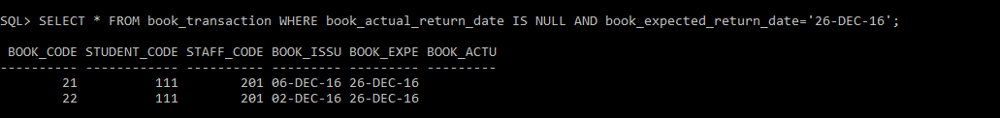 SQL> SELECT * FROM book_transaction WHERE book_actual_return_date IS NULL AND book_expected_return_date='26-DEC-16';
BOOK_CODE STUDENT_CODE STAFF_CODE BOOK_ISSU BOOK_EXPE BOOK_ACTU
---------- ------------ ---------- --------- --------- ---------
21 111 201 06-DEC-16 26-DEC-16
22 111 201 02-DEC-16 26-DEC-16